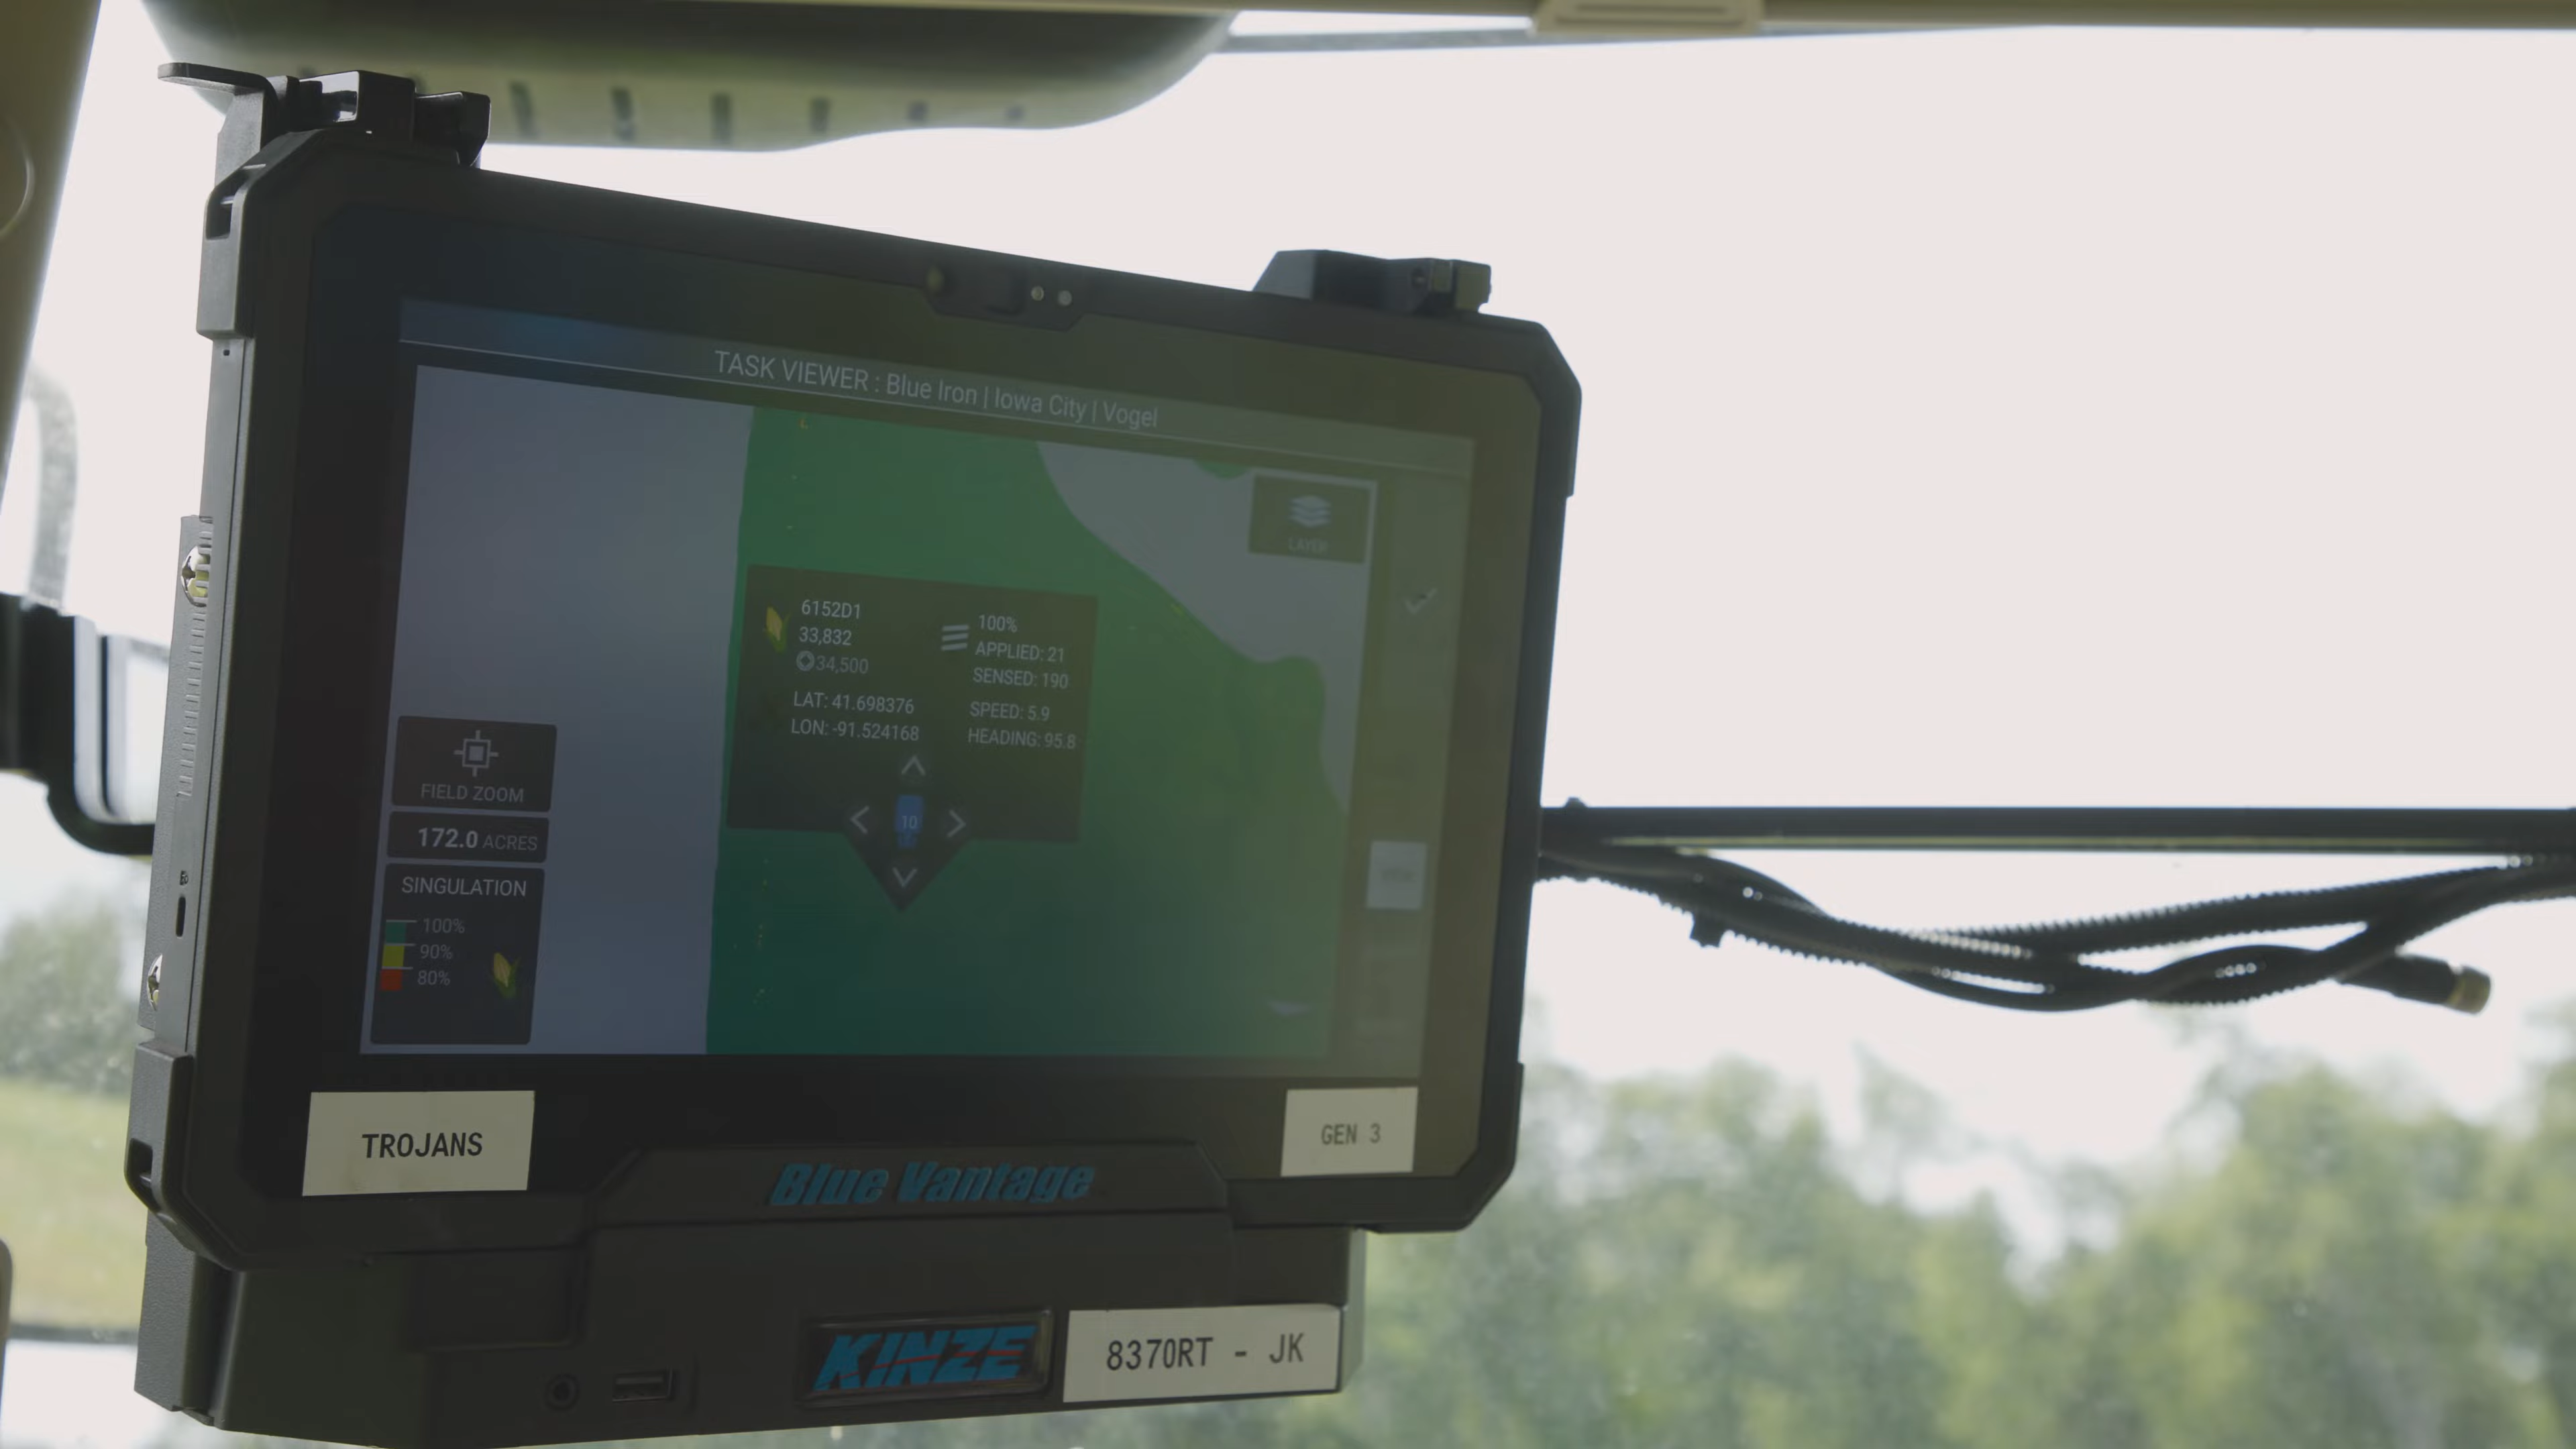 TASK VIEWER : Blue Iron | Iowa City | Vogel
LAYER
6152D1
33,832
34,500
LAT: 41.698376
LON: -91.524168
100%
APPLIED: 21
SENSED: 190
SPEED: 5.9
HEADING: 95.8
10
FIELD ZOOM
172.0 ACRES
SINGULATION
100%
90%
80%
TROJANS
GEN 3
Blue Vantage
KINZE
8370RT - JK